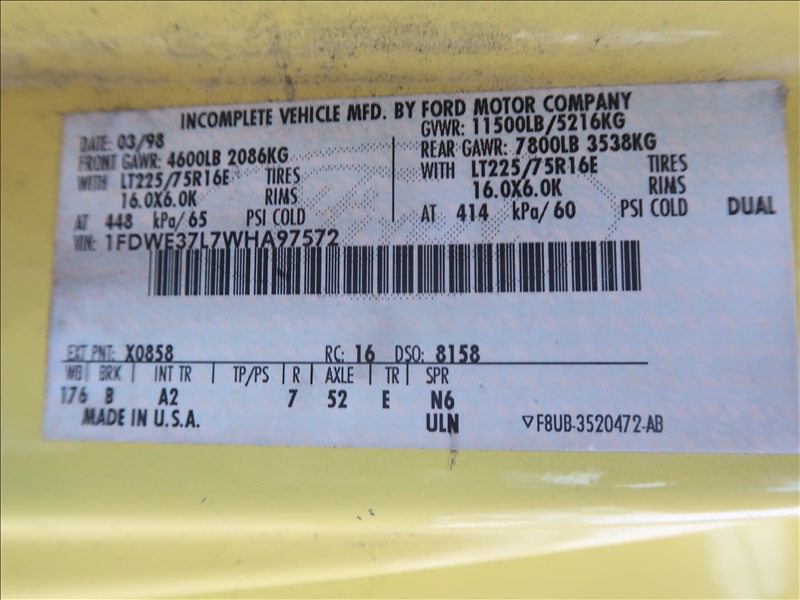 INCOMPLETE VEHICLE MFD. BY FORD MOTOR COMPANY
DATE: 03/98 GVWR: 11500LB/5216KG
FRONT GAWR: 4600LB 2086KG REAR GAWR: 7800LB 3538KG
WITH LT225/75R16E TIRES WITH LT225/75R16E TIRES
16.0X6.0K RIMS 16.0X6.0K RIMS
AT 448 kPa/65 PSI COLD AT 414 kPa/60 PSI COLD DUAL
VIN: 1FDWE37L7WHA97572
EXT PNT: X0858 RC: 16 DSO: 8158
WB BRK INT TR TP/PS R AXLE TR SPR
176 B A2 7 52 E N6
MADE IN U.S.A. ULN F8UB-3520472-AB